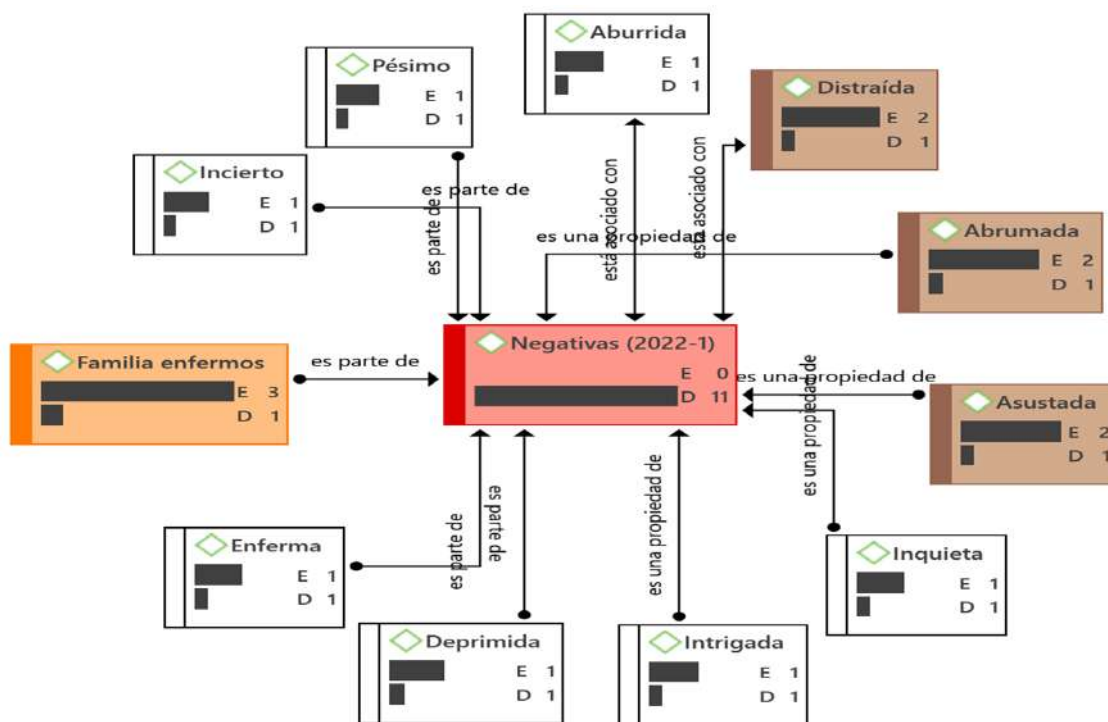 Aburrida
E 1
D 1
Pésimo
E 1
D 1
Distraída
E 2
D 1
Incierto
E 1
D 1
es parte de
es parte de
está asociado con
está asociado con
es una propiedad de
Abrumada
E 2
D 1
Familia enfermos
E 3
D 1
es parte de
Negativas (2022-1)
E 0
D 11
es una propiedad de
Asustada
E 2
D 1
es una propiedad de
es parte de
es parte de
es una propiedad de
Enferma
E 1
D 1
Inquieta
E 1
D 1
Deprimida
E 1
D 1
Intrigada
E 1
D 1